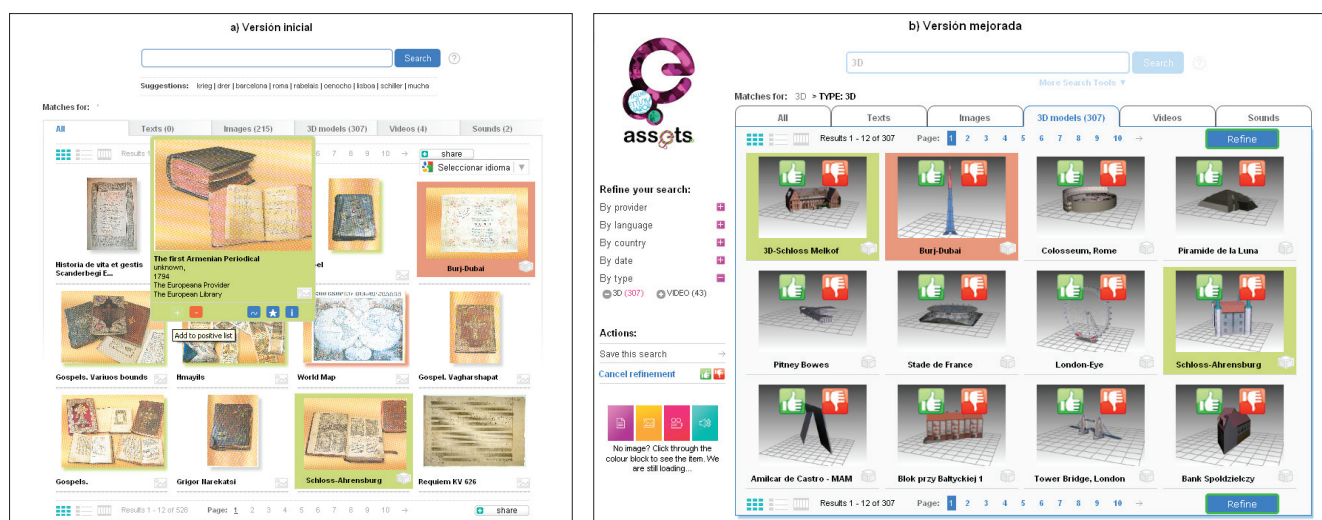 a) Versión inicial
Search
?
Suggestions: krieg | drer | barcelona | roma | rabelais | oenocho | lisboa | schiller | mucha
Matches for:
All Texts (0) Images (215) 3D models (307) Videos (4) Sounds (2)
Results 1 6 7 8 9 10 → share
Seleccionar idioma
Historia de vita et gestis
Scanderbegi E...
The first Armenian Periodical
unknown,
1794
The Europeana Provider
The European Library
Add to positive list
Burj-Dubai
Gospels. Variuos bounds
Hmayils
World Map
Gospel. Vagharshapat
Gospels.
Grigor Narekatsi
Schloss-Ahrensburg
Requiem KV 626
Results 1 - 12 of 528 Page: 1 2 3 4 5 6 7 8 9 10 → share
b) Versión mejorada
assets
3D
Search
?
More Search Tools
Matches for: 3D > TYPE: 3D
All Texts Images 3D models (307) Videos Sounds
Results 1 - 12 of 307 Page: 1 2 3 4 5 6 7 8 9 10 → Refine
Refine your search:
By provider
By language
By country
By date
By type
3D (307) VIDEO (43)
Actions:
Save this search →
Cancel refinement
No image? Click through the
colour block to see the item. We
are still loading...
3D-Schloss Melkof
Burj-Dubai
Colosseum, Rome
Piramide de la Luna
Pitney Bowes
Stade de France
London-Eye
Schloss-Ahrensburg
Amilcar de Castro - MAM
Blok przy Bałtyckiej 1
Tower Bridge, London
Bank Spoldzielczy
Results 1 - 12 of 307 Page: 1 2 3 4 5 6 7 8 9 10 → Refine